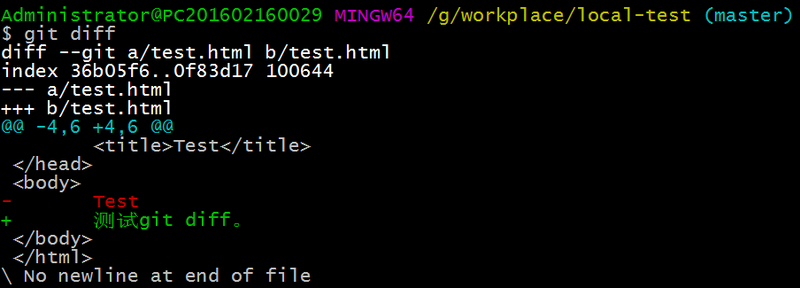 Administrator@PC201602160029 MINGW64 /g/workplace/local-test (master)
$ git diff
diff --git a/test.html b/test.html
index 36b05f6..0f83d17 100644
--- a/test.html
+++ b/test.html
@@ -4,6 +4,6 @@
        <title>Test</title>
 </head>
 <body>
-       Test
+       测试git diff。
 </body>
 </html>
\ No newline at end of file